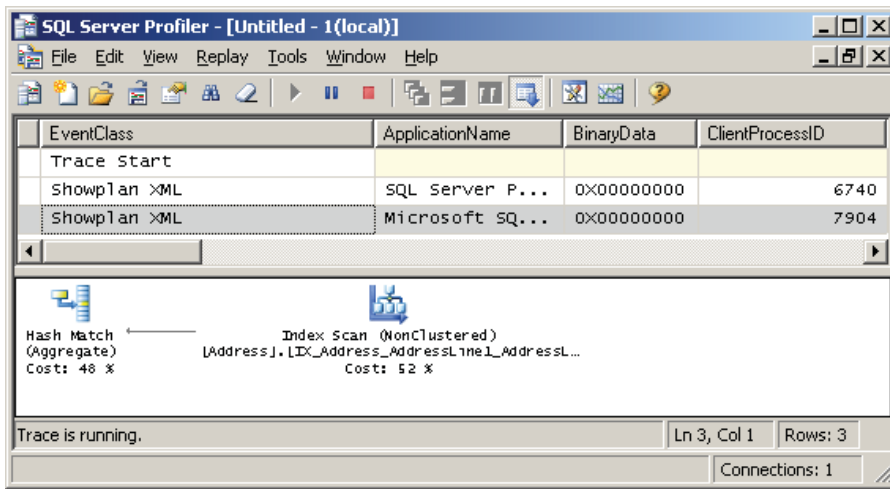 SQL Server Profiler - [Untitled - 1(local)]
File Edit View Replay Tools Window Help
EventClass ApplicationName BinaryData ClientProcessID
Trace Start
Showplan XML SQL Server P... 0X00000000 6740
Showplan XML Microsoft SQ... 0X00000000 7904
Hash Match
(Aggregate)
Cost: 48 %
Index Scan (NonClustered)
[Address].[IX_Address_AddressLine1_AddressL...
Cost: 52 %
Trace is running. Ln 3, Col 1 Rows: 3
Connections: 1